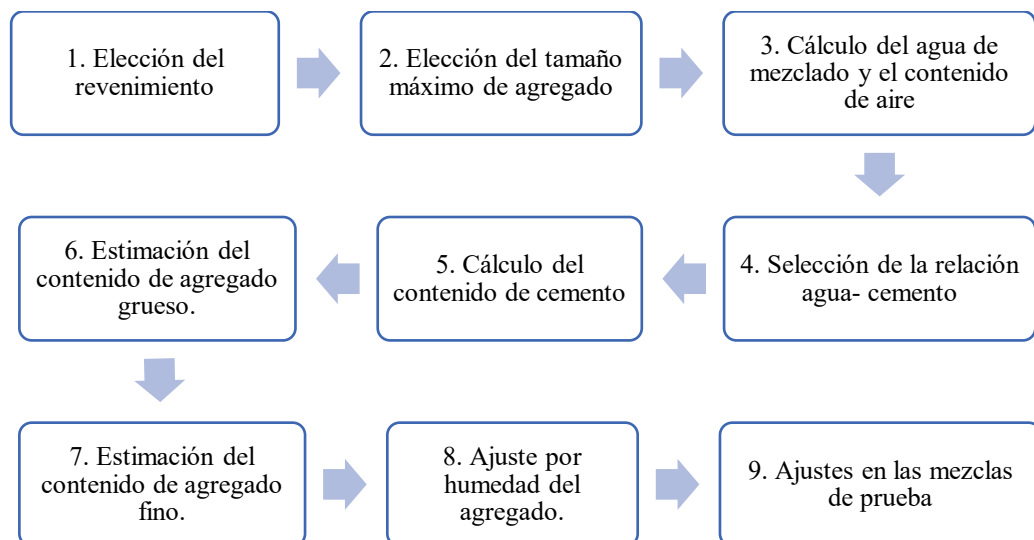 1. Elección del
revenimiento
2. Elección del tamaño
máximo de agregado
3. Cálculo del agua de
mezclado y el contenido
de aire
4. Selección de la relación
agua- cemento
5. Cálculo del
contenido de cemento
6. Estimación del
contenido de agregado
grueso.
7. Estimación del
contenido de agregado
fino.
8. Ajuste por
humedad del
agregado.
9. Ajustes en las mezclas
de prueba